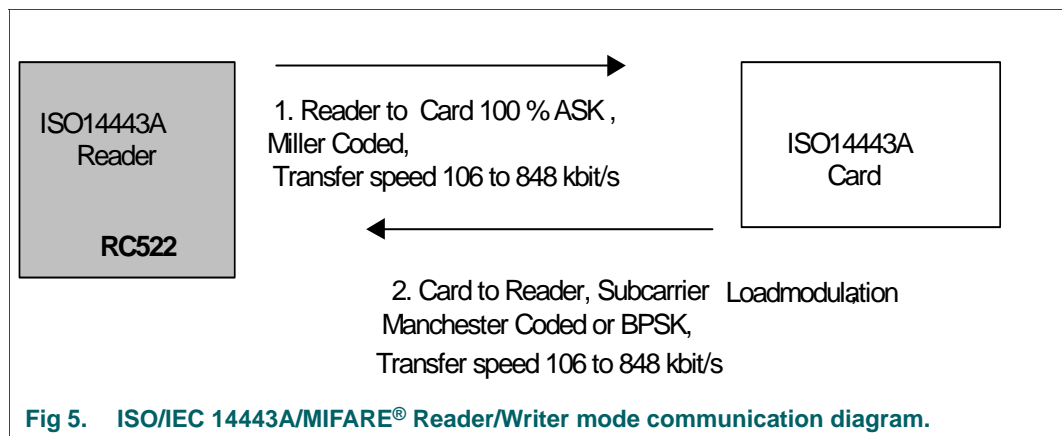 ISO14443A
Reader
RC522
1. Reader to Card 100 % ASK ,
Miller Coded,
Transfer speed 106 to 848 kbit/s
ISO14443A
Card
2. Card to Reader, Subcarrier Loadmodulation,
Manchester Coded or BPSK,
Transfer speed 106 to 848 kbit/s
Fig 5. ISO/IEC 14443A/MIFARE® Reader/Writer mode communication diagram.